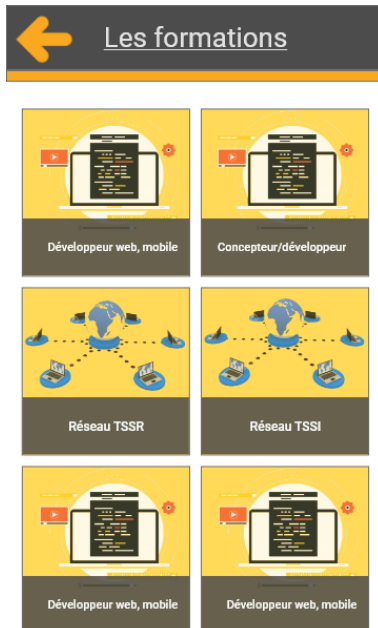 Les formations
Développeur web, mobile
Concepteur/développeur
Réseau TSSR
Réseau TSSI
Développeur web, mobile
Développeur web, mobile